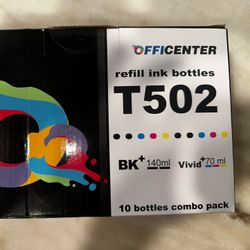 OFFICENTER
refill ink bottles
T502
BK+140ml Vivid+70 ml
10 bottles combo pack